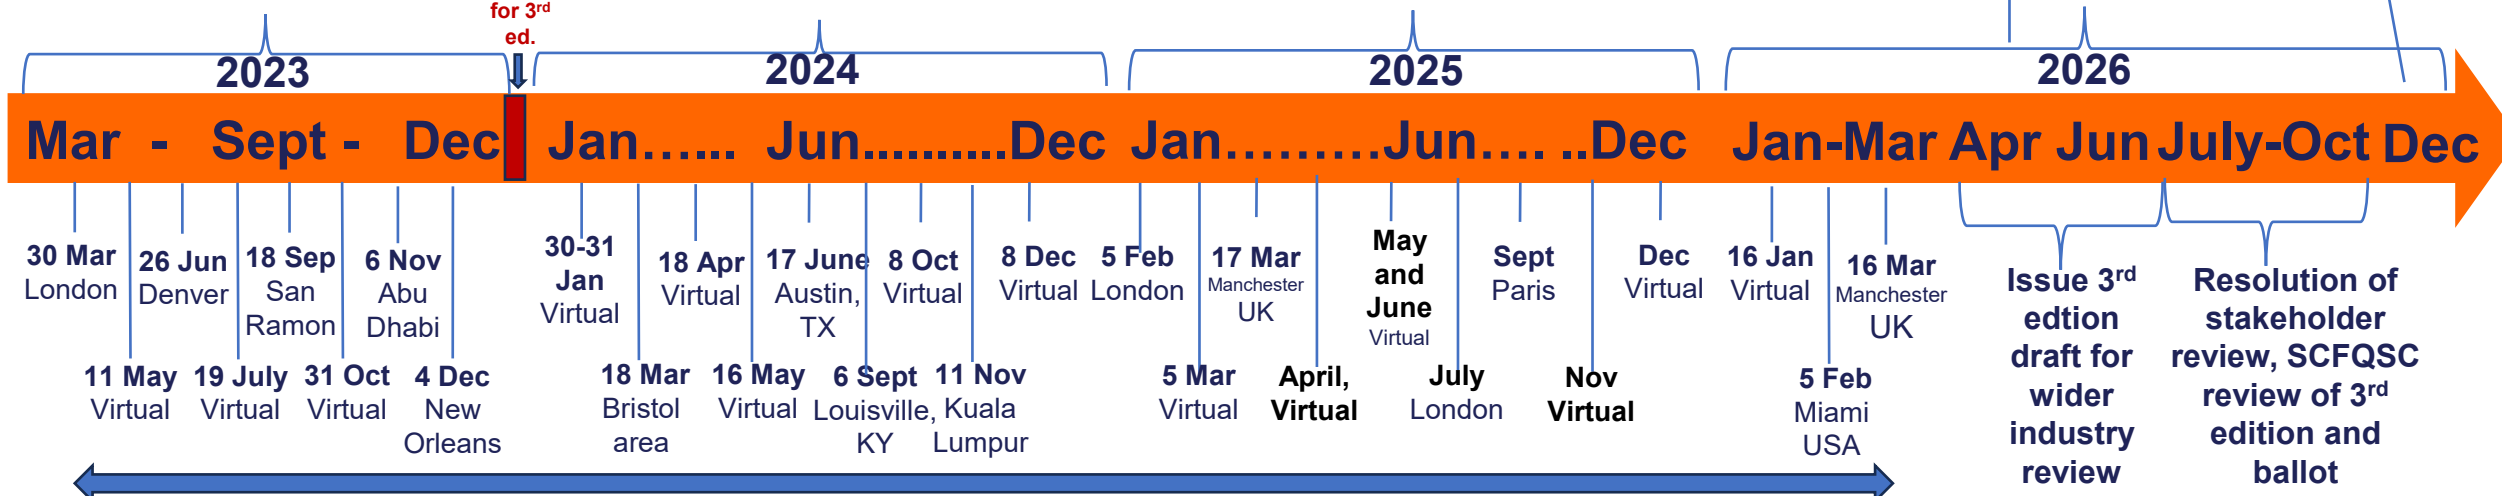 for 3rd
ed.
2023
2024
2025
2026
Mar - Sept - Dec
Jan…... Jun..........Dec
Jan………Jun…. ..Dec
Jan-Mar Apr Jun July-Oct Dec
30 Mar
London
26 Jun
Denver
18 Sep
San
Ramon
6 Nov
Abu
Dhabi
30-31
Jan
Virtual
18 Apr
Virtual
17 June
Austin,
TX
8 Oct
Virtual
8 Dec
Virtual
5 Feb
London
17 Mar
Manchester
UK
May
and
June
Virtual
Sept
Paris
Dec
Virtual
16 Jan
Virtual
16 Mar
Manchester
UK
11 May
Virtual
19 July
Virtual
31 Oct
Virtual
4 Dec
New
Orleans
18 Mar
Bristol
area
16 May
Virtual
6 Sept
Louisville,
KY
11 Nov
Kuala
Lumpur
5 Mar
Virtual
April,
Virtual
July
London
Nov
Virtual
5 Feb
Miami
USA
Issue 3rd
edtion
draft for
wider
industry
review
Resolution of
stakeholder
review, SCFQSC
review of 3rd
edition and
ballot